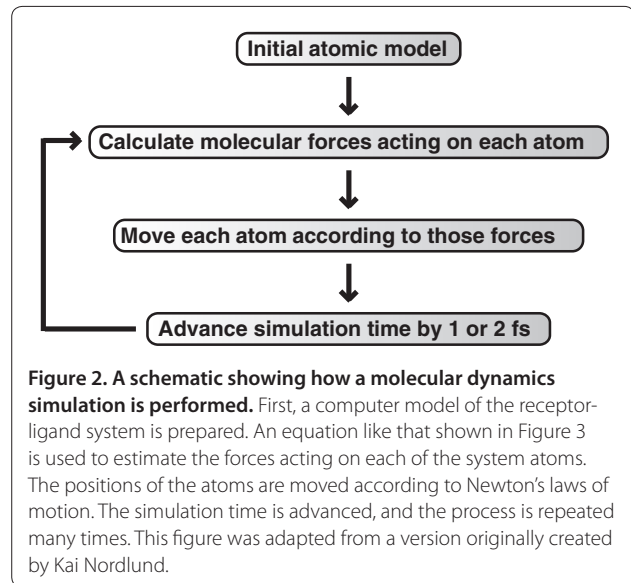 Initial atomic model
Calculate molecular forces acting on each atom
Move each atom according to those forces
Advance simulation time by 1 or 2 fs
Figure 2. A schematic showing how a molecular dynamics
simulation is performed. First, a computer model of the receptor-
ligand system is prepared. An equation like that shown in Figure 3
is used to estimate the forces acting on each of the system atoms.
The positions of the atoms are moved according to Newton’s laws of
motion. The simulation time is advanced, and the process is repeated
many times. This figure was adapted from a version originally created
by Kai Nordlund.